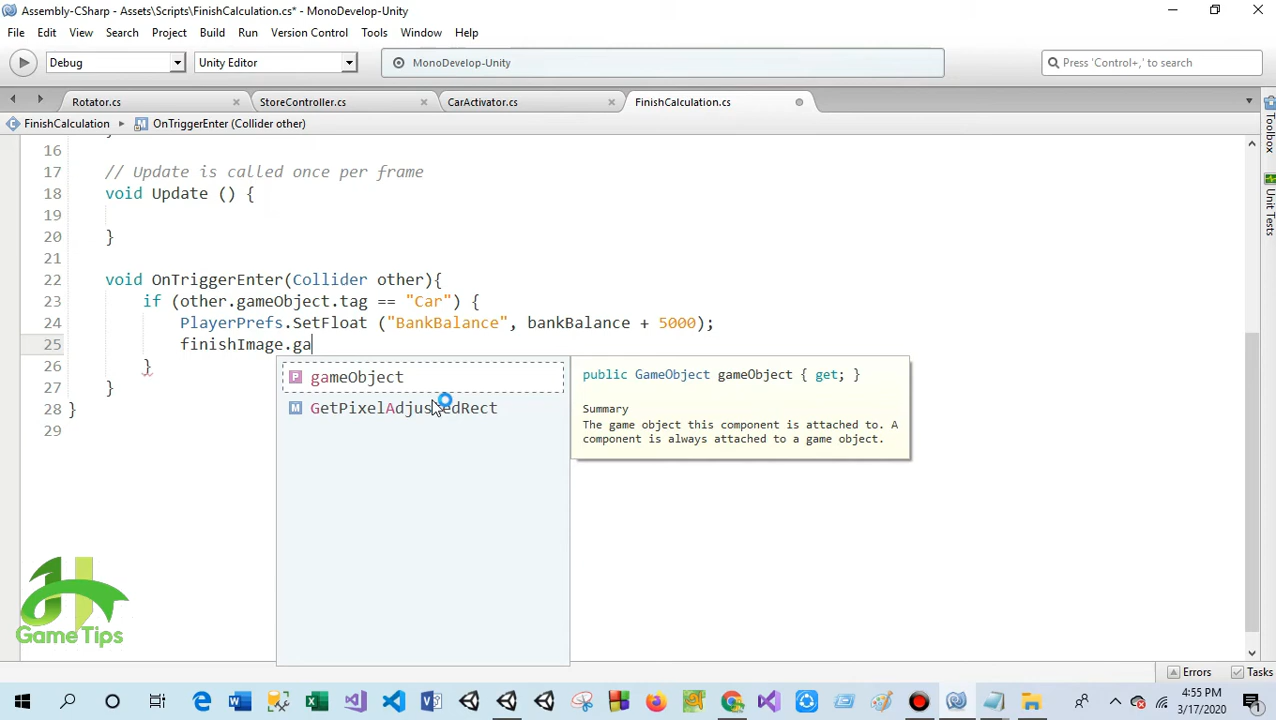 Assembly-CSharp - Assets\Scripts\FinishCalculation.cs* - MonoDevelop-Unity
File Edit View Search Project Build Run Version Control Tools Window Help
Debug Unity Editor MonoDevelop-Unity Press 'Control+,' to search
Rotator.cs StoreController.cs CarActivator.cs FinishCalculation.cs
FinishCalculation OnTriggerEnter (Collider other)
Toolbox
Unit Tests
16 }
17 // Update is called once per frame
18 void Update () {
19
20 }
21
22 void OnTriggerEnter(Collider other){
23 if (other.gameObject.tag == "Car") {
24 PlayerPrefs.SetFloat ("BankBalance", bankBalance + 5000);
25 finishImage.ga
26 }
27 }
28 }
29
gameObject
GetPixelAdjustedRect
public GameObject gameObject { get; }
Summary
The game object this component is attached to. A
component is always attached to a game object.
GameTips
Errors Tasks
4:55 PM
3/17/2020